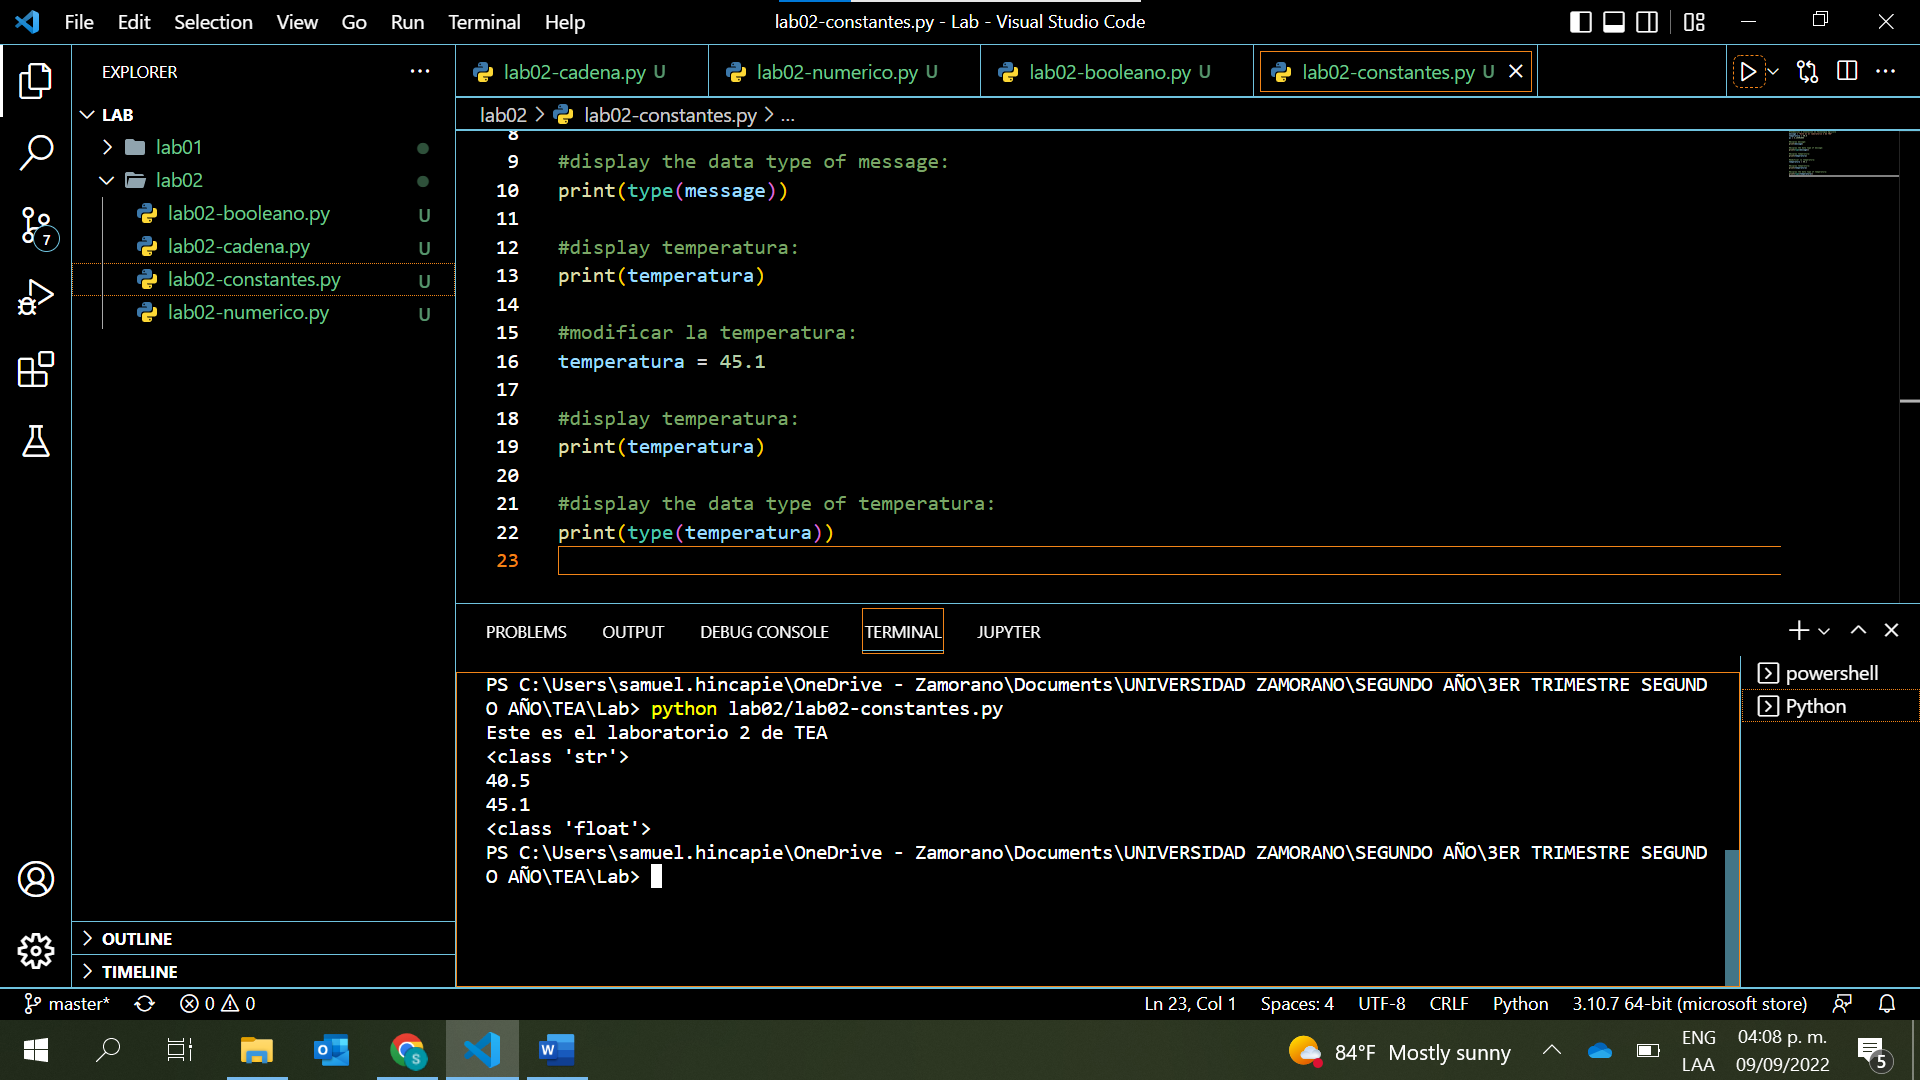 File Edit Selection View Go Run Terminal Help
lab02-constantes.py - Lab - Visual Studio Code
EXPLORER
LAB
lab01
lab02
lab02-booleano.py U
lab02-cadena.py U
lab02-constantes.py U
lab02-numerico.py U
7
OUTLINE
TIMELINE
lab02-cadena.py U
lab02-numerico.py U
lab02-booleano.py U
lab02-constantes.py U
lab02 > lab02-constantes.py > ...
8
9 #display the data type of message:
10 print(type(message))
11
12 #display temperatura:
13 print(temperatura)
14
15 #modificar la temperatura:
16 temperatura = 45.1
17
18 #display temperatura:
19 print(temperatura)
20
21 #display the data type of temperatura:
22 print(type(temperatura))
23
PROBLEMS OUTPUT DEBUG CONSOLE TERMINAL JUPYTER
PS C:\Users\samuel.hincapie\OneDrive - Zamorano\Documents\UNIVERSIDAD ZAMORANO\SEGUNDO AÑO\3ER TRIMESTRE SEGUND
O AÑO\TEA\Lab> python lab02/lab02-constantes.py
Este es el laboratorio 2 de TEA
<class 'str'>
40.5
45.1
<class 'float'>
PS C:\Users\samuel.hincapie\OneDrive - Zamorano\Documents\UNIVERSIDAD ZAMORANO\SEGUNDO AÑO\3ER TRIMESTRE SEGUND
O AÑO\TEA\Lab>
powershell
Python
master* 0 0 Ln 23, Col 1 Spaces: 4 UTF-8 CRLF Python 3.10.7 64-bit (microsoft store)
84°F Mostly sunny
ENG
LAA
04:08 p. m.
09/09/2022
5